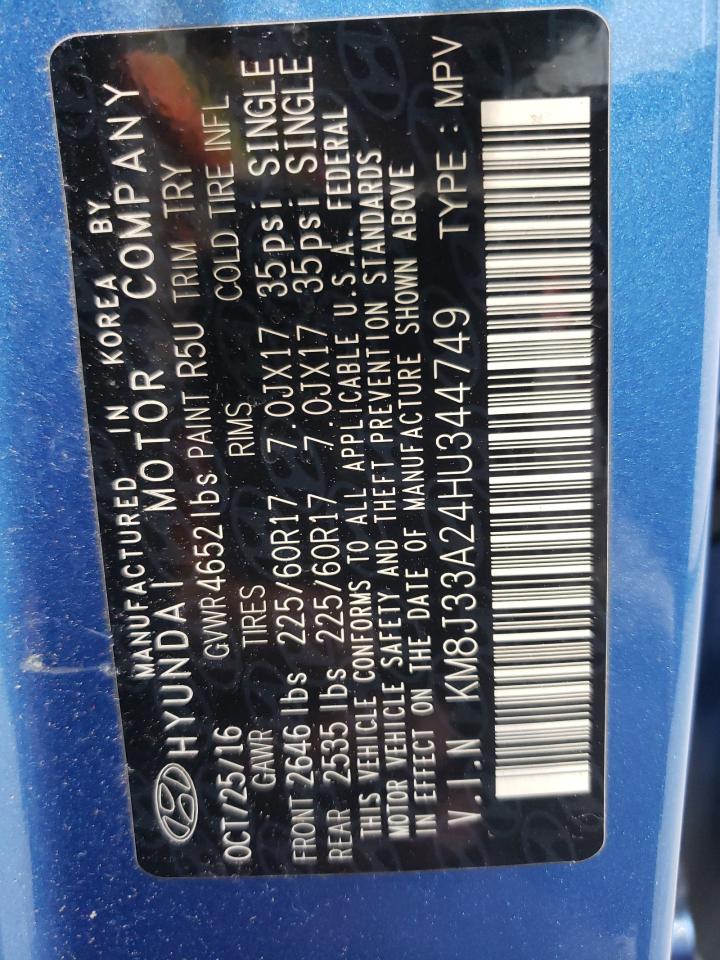 MANUFACTURED IN KOREA BY
HYUNDAI MOTOR COMPANY
OCT/25/16 GVWR4652lbs PAINT R5U TRIM TRY
GAWR TIRES RIMS COLD TIRE INFL
FRONT 2646lbs 225/60R17 7.0JX17 35psi SINGLE
REAR 2535lbs 225/60R17 7.0JX17 35psi SINGLE
THIS VEHICLE CONFORMS TO ALL APPLICABLE U.S.A. FEDERAL
MOTOR VEHICLE SAFETY AND THEFT PREVENTION STANDARDS
IN EFFECT ON THE DATE OF MANUFACTURE SHOWN ABOVE
V.I.N KM8J33A24HU344749 TYPE: MPV